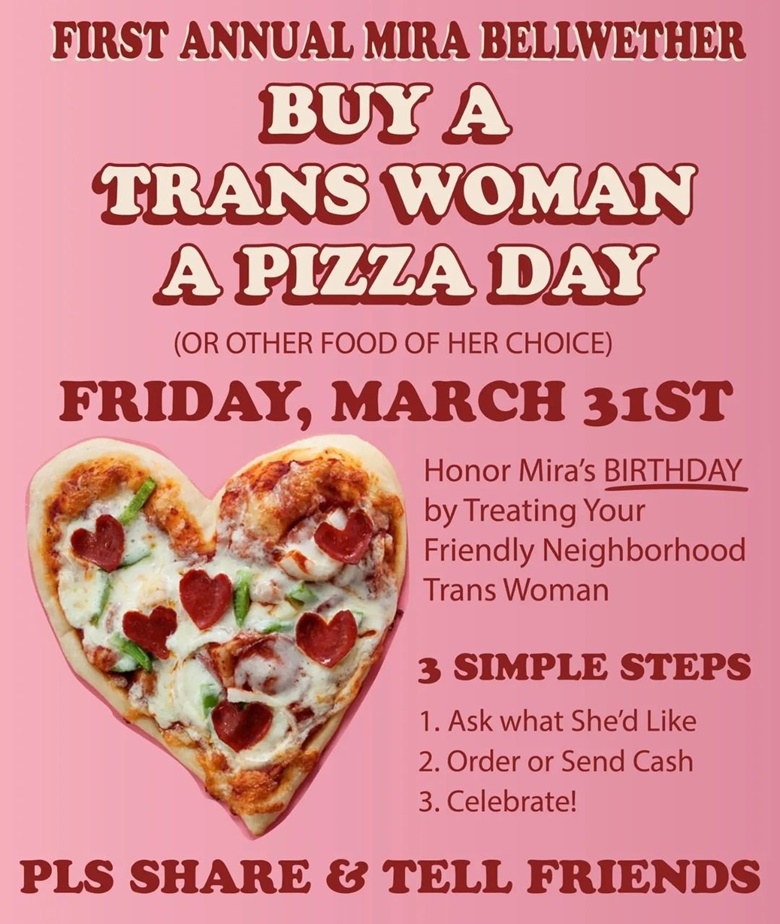 FIRST ANNUAL MIRA BELLWETHER
BUY A
TRANS WOMAN
A PIZZA DAY
(OR OTHER FOOD OF HER CHOICE)
FRIDAY, MARCH 31ST
Honor Mira's BIRTHDAY
by Treating Your
Friendly Neighborhood
Trans Woman
3 SIMPLE STEPS
1. Ask what She'd Like
2. Order or Send Cash
3. Celebrate!
PLS SHARE & TELL FRIENDS